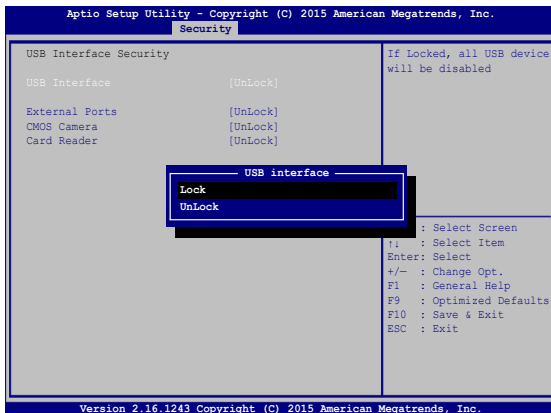 Aptio Setup Utility - Copyright (C) 2015 American Megatrends, Inc.
Security
USB Interface Security
USB Interface [UnLock]
External Ports [UnLock]
CMOS Camera [UnLock]
Card Reader [UnLock]
If Locked, all USB device
will be disabled
USB interface
Lock
UnLock
: Select Screen
↑↓ : Select Item
Enter: Select
+/— : Change Opt.
F1 : General Help
F9 : Optimized Defaults
F10 : Save & Exit
ESC : Exit
Version 2.16.1243 Copyright (C) 2015 American Megatrends, Inc.